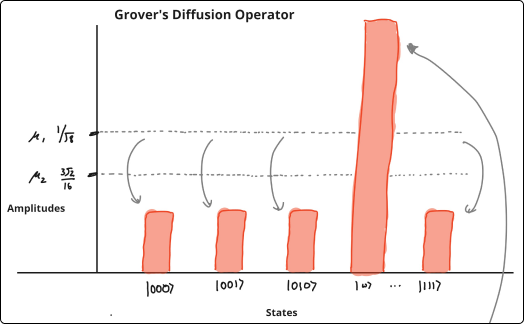 Grover's Diffusion Operator
μ₁ 1/√8
μ₂ 3√2/16
Amplitudes
|000> |001> |010> |ω> ... |111>
States